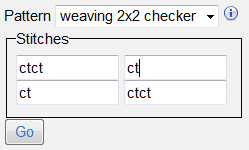 Pattern weaving 2x2 checker
Stitches
ctct ct
ct ctct
Go